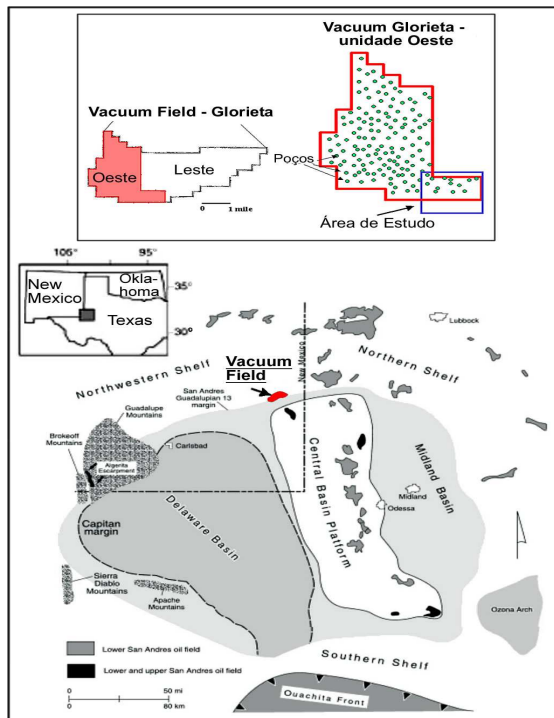 Vacuum Glorieta -
unidade Oeste
Vacuum Field - Glorieta
Oeste
Leste
Poços
0 1 mile
Área de Estudo
105
95
New
Mexico
Okla-
homa
Texas
35°
30°
Lubbock
Northwestern Shelf
New Mexico
Northern Shelf
Vacuum
Field
San Andres
Guadalupian 13
margin
Guadalupe
Mountains
Brokeoff
Mountains
Algerita
Escarpment
Carlsbad
Central Basin Platform
Midland Basin
Midland
Odessa
Delaware Basin
Capitan
margin
Sierra
Diablo
Mountains
Apache
Mountains
Ozona Arch
Lower San Andres oil field
Lower and upper San Andres oil field
Southern Shelf
0 50 mi
0 80 km
Ouachita Front